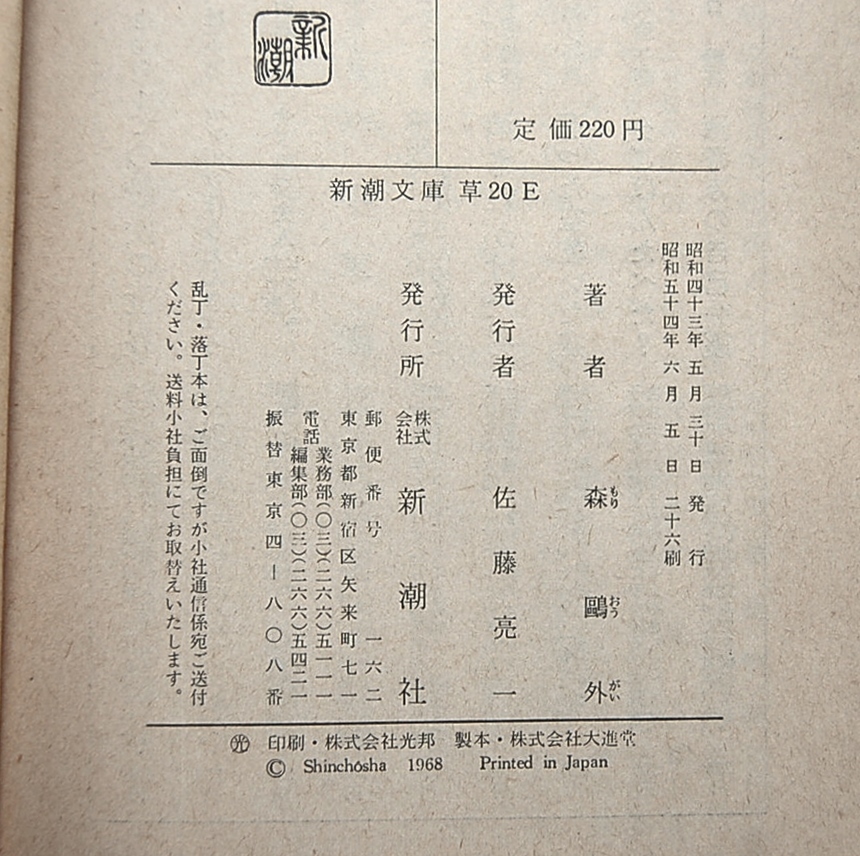 新潮
定価220円
新潮文庫 草20E
昭和四十三年 五月 三十日 発行
昭和五十四年 六月 五日 二十六刷
著者 森鷗外
もり おう がい
発行者 佐藤亮一
発行所 株式会社 新潮社
郵便番号 一六二
東京都新宿区矢来町七一
電話 業務部(〇三)(二六六)五一一一
編集部(〇三)(二六六)五四二一
振替東京四-八〇八番
乱丁・落丁本は、ご面倒ですが小社通信係宛ご送付
ください。送料小社負担にてお取替えいたします。
光 印刷・株式会社光邦 製本・株式会社大進堂
© Shinchôsha 1968 Printed in Japan